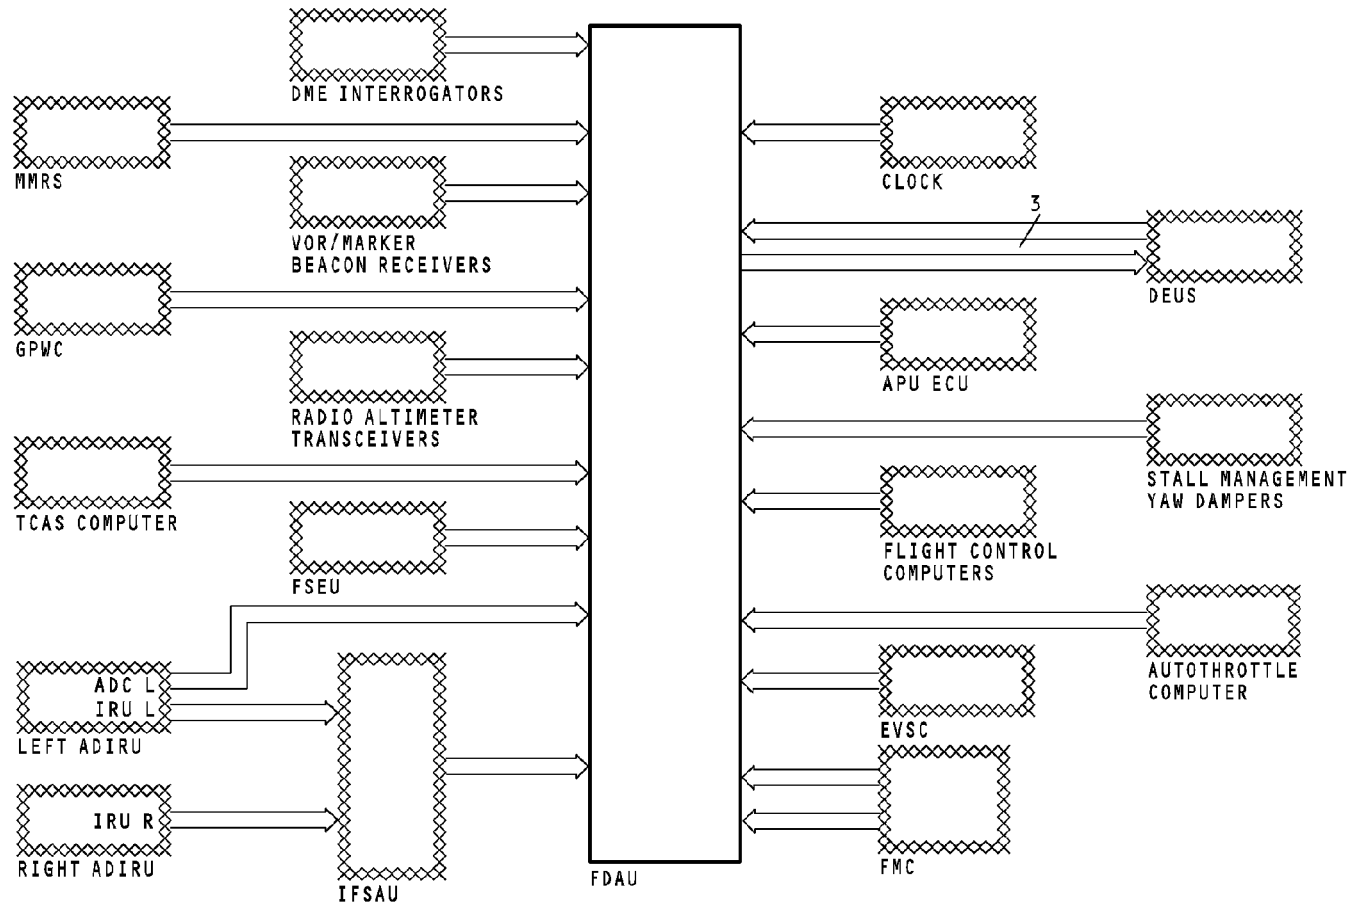 DME INTERROGATORS
MMRS
CLOCK
3
VOR/MARKER
BEACON RECEIVERS
DEUS
GPWC
APU ECU
RADIO ALTIMETER
TRANSCEIVERS
STALL MANAGEMENT
YAW DAMPERS
TCAS COMPUTER
FLIGHT CONTROL
COMPUTERS
FSEU
ADC L
IRU L
LEFT ADIRU
AUTOTHROTTLE
COMPUTER
EVSC
IRU R
RIGHT ADIRU
IFSAU
FDAU
FMC